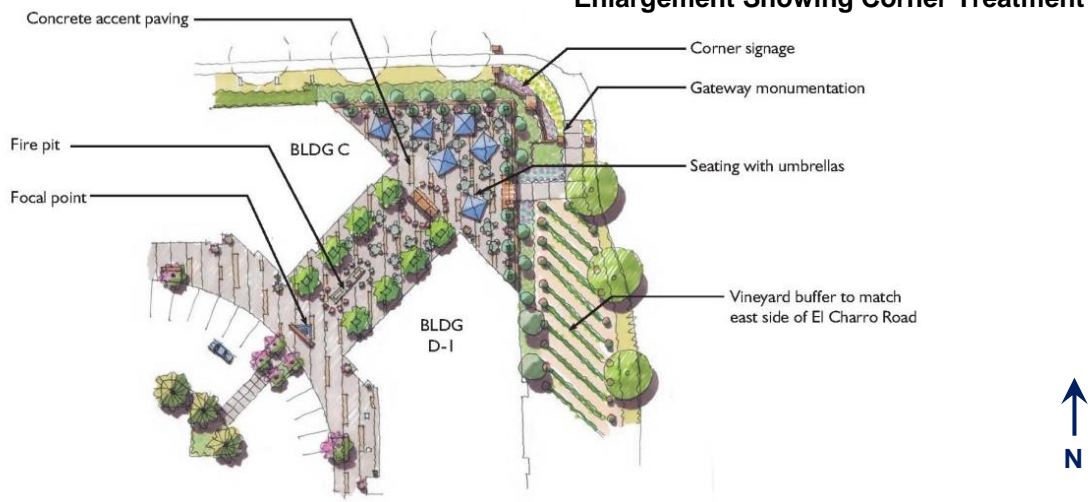 Enlargement Showing Corner Treatment
Concrete accent paving
Corner signage
Gateway monumentation
Fire pit
BLDG C
Seating with umbrellas
Focal point
Vineyard buffer to match
east side of El Charro Road
BLDG
D-1
N